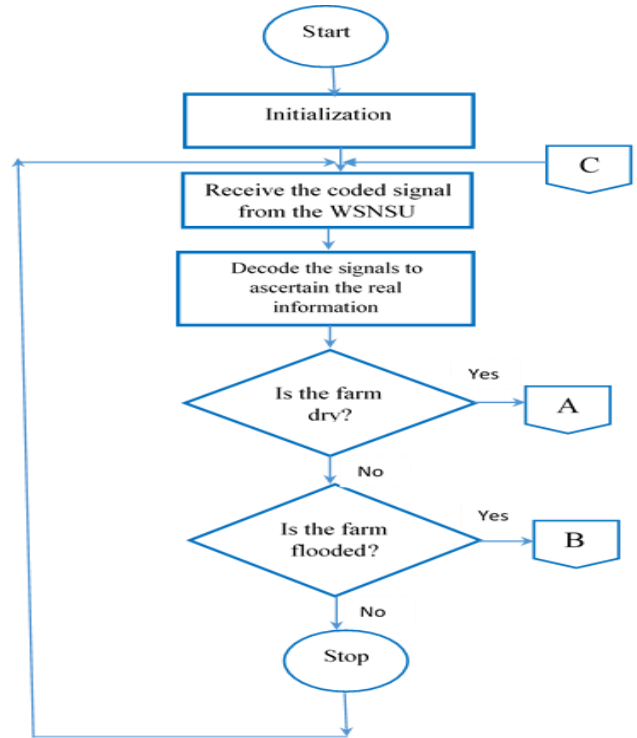 Start
Initialization
C
Receive the coded signal
from the WSNSU
Decode the signals to
ascertain the real
information
Yes
Is the farm
dry?
A
No
Yes
Is the farm
flooded?
B
No
Stop